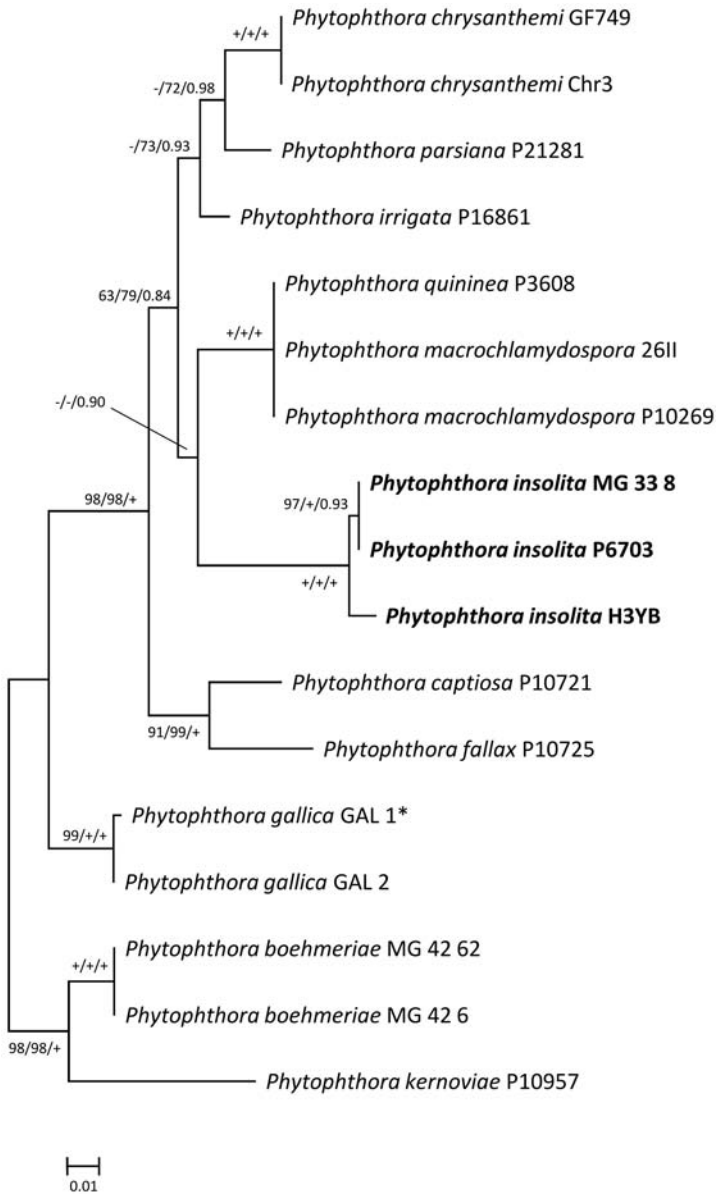 Phytophthora chrysanthemi GF749
+/+/+
Phytophthora chrysanthemi Chr3
-/72/0.98
-/73/0.93
Phytophthora parsiana P21281
Phytophthora irrigata P16861
Phytophthora quininea P3608
63/79/0.84
+/+/+
Phytophthora macrochlamydospora 26II
-/-/0.90
Phytophthora macrochlamydospora P10269
Phytophthora insolita MG 33 8
98/98/+
97/+/0.93
Phytophthora insolita P6703
+/+/+
Phytophthora insolita H3YB
Phytophthora captiosa P10721
91/99/+
Phytophthora fallax P10725
Phytophthora gallica GAL 1*
99/+/+
Phytophthora gallica GAL 2
Phytophthora boehmeriae MG 42 62
+/+/+
Phytophthora boehmeriae MG 42 6
98/98/+
Phytophthora kernoviae P10957
0.01